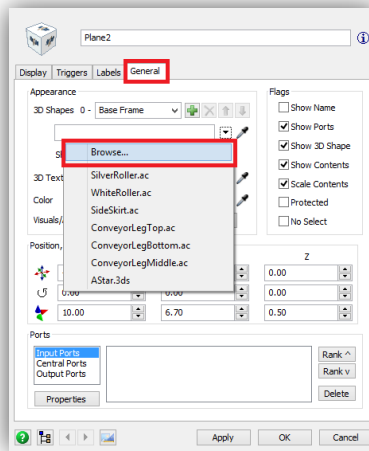 Plane2
Display Triggers Labels General
Appearance
Flags
3D Shapes 0 - Base Frame
Show Name
Show Ports
Browse...
Show 3D Shape
SilverRoller.ac
Show Contents
3D Text
WhiteRoller.ac
Scale Contents
Color
SideSkirt.ac
Protected
Visuals/
ConveyorLegTop.ac
No Select
Position,
ConveyorLegBottom.ac
ConveyorLegMiddle.ac
Z
AStar.3ds
0.00
0.00 0.00 0.00
10.00 6.70 0.50
Ports
Input Ports
Central Ports
Output Ports
Rank ^
Rank v
Properties
Delete
Apply OK Cancel